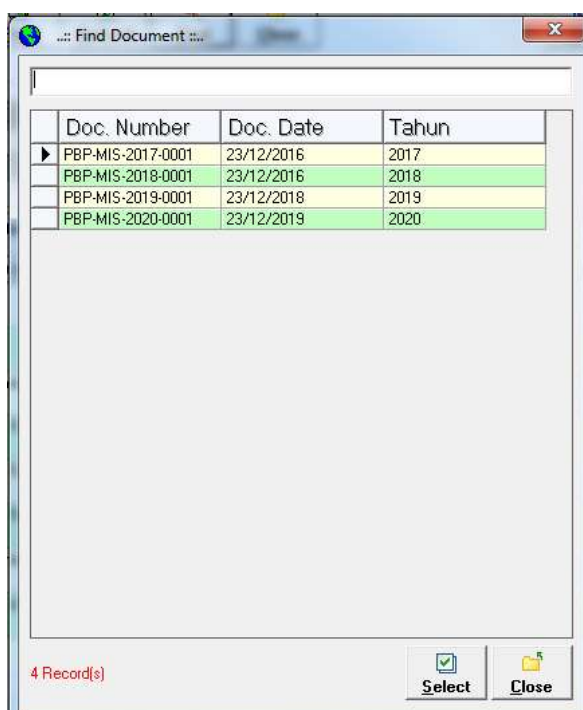 ..:: Find Document ::..
Doc. Number Doc. Date Tahun
PBP-MIS-2017-0001 23/12/2016 2017
PBP-MIS-2018-0001 23/12/2016 2018
PBP-MIS-2019-0001 23/12/2018 2019
PBP-MIS-2020-0001 23/12/2019 2020
4 Record(s)
Select Close